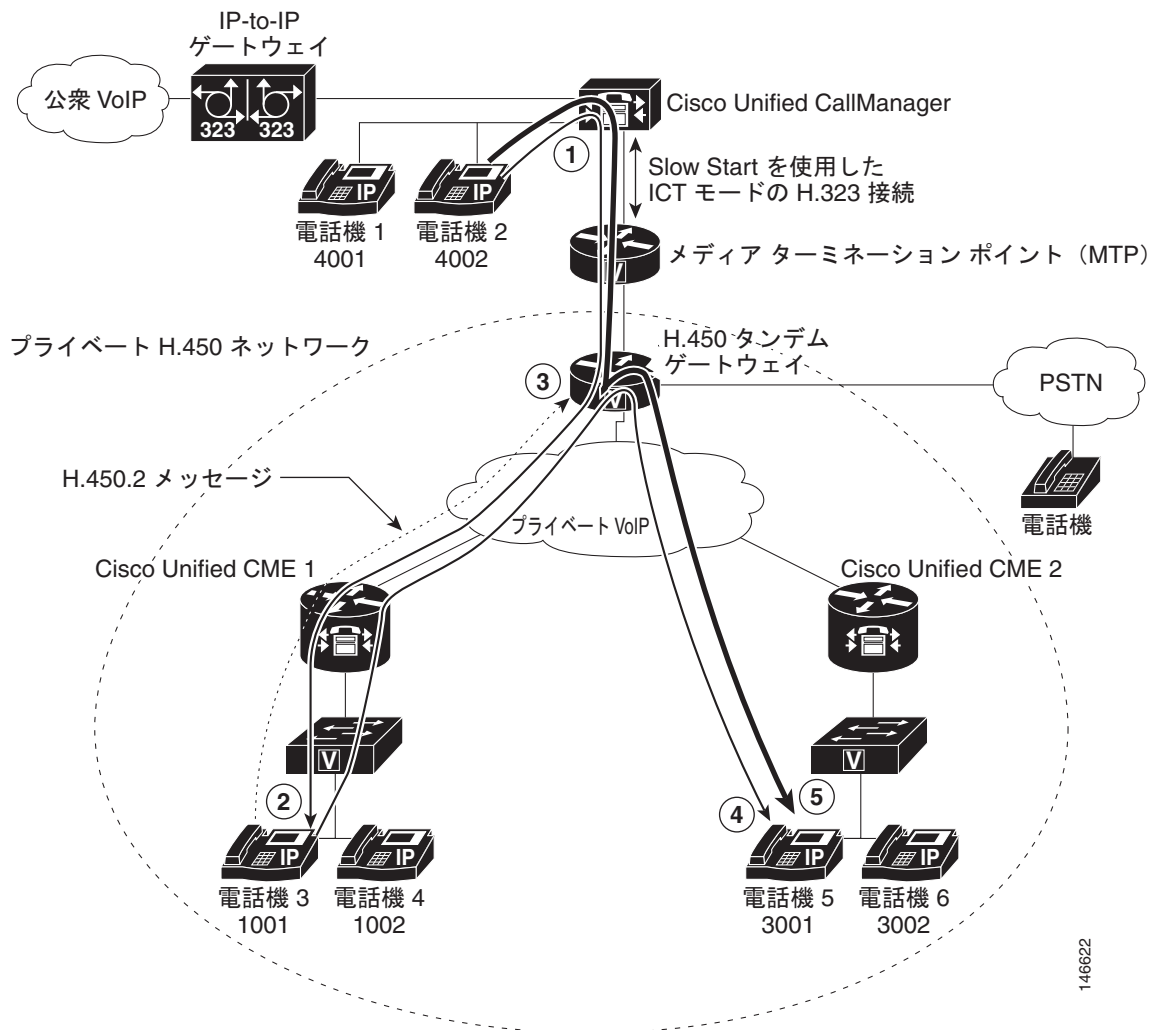 IP-to-IP
ゲートウェイ
公衆 VoIP
323 323
Cisco Unified CallManager
1
Slow Start を使用した
ICT モードの H.323 接続
IP
IP
電話機 1
4001
電話機 2
4002
V
メディア ターミネーション ポイント（MTP）
プライベート H.450 ネットワーク
H.450 タンデム
ゲートウェイ
3
V
PSTN
H.450.2 メッセージ
電話機
プライベート VoIP
Cisco Unified CME 1
Cisco Unified CME 2
V
V
2
4
5
IP
IP
IP
IP
電話機 3
1001
電話機 4
1002
電話機 5
3001
電話機 6
3002
146622